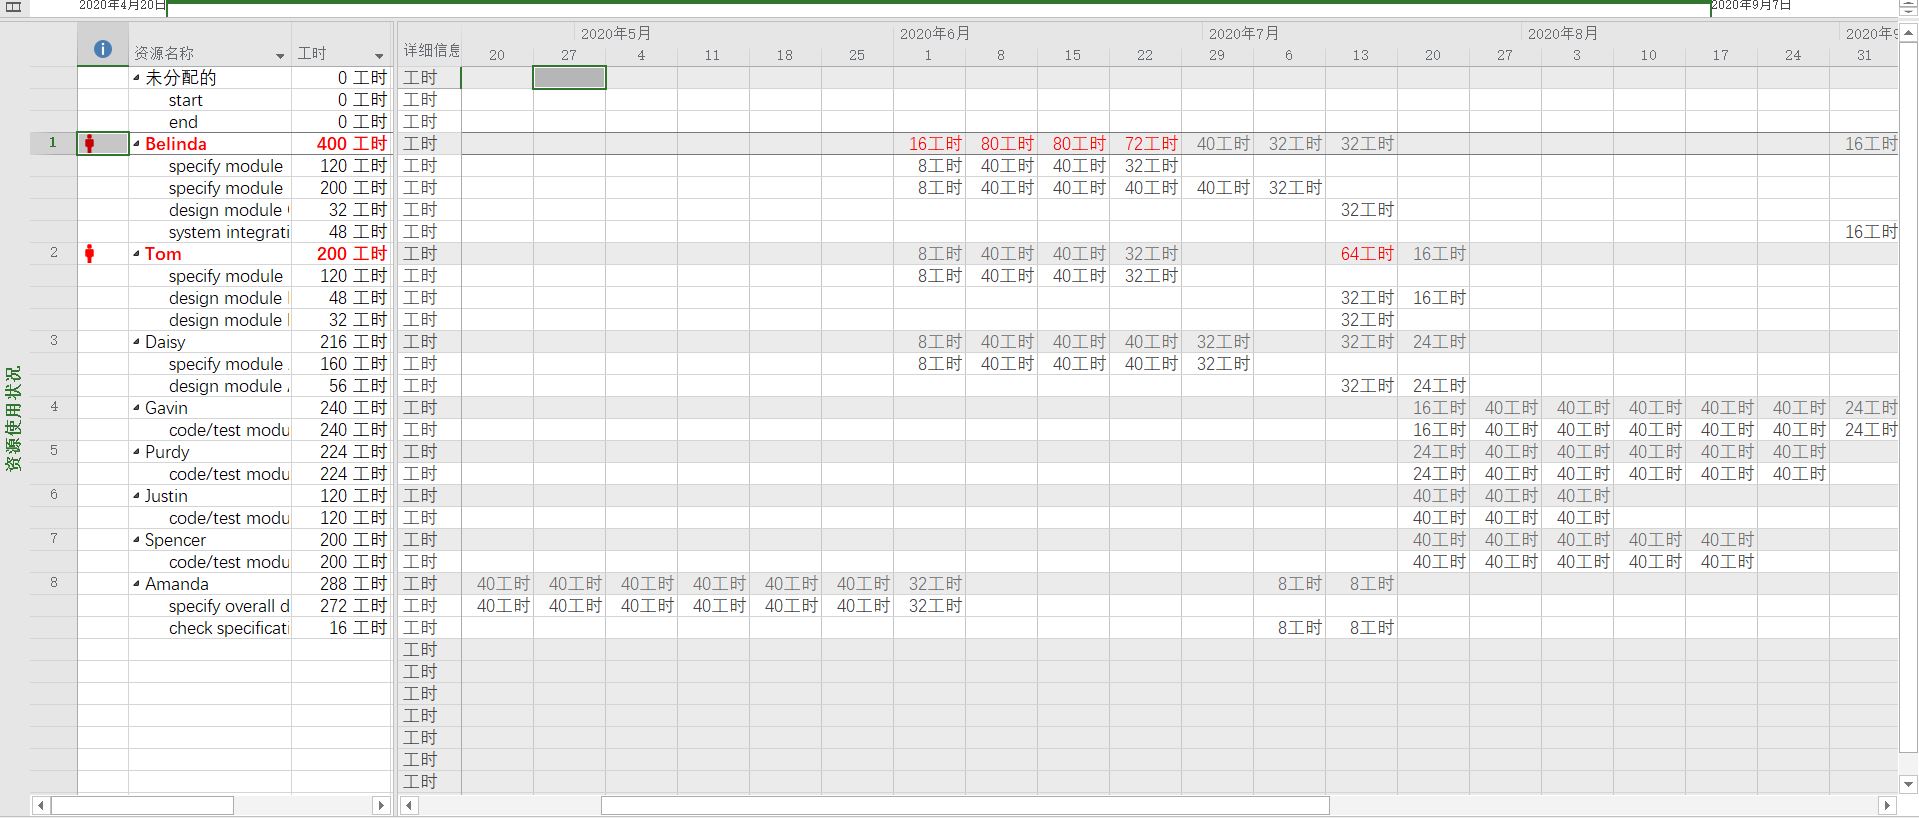 2020年4月20日 2020年9月7日
2020年5月 2020年6月 2020年7月 2020年8月 2020年9
资源名称 工时 详细信息 20 27 4 11 18 25 1 8 15 22 29 6 13 20 27 3 10 17 24 31
未分配的 0 工时 工时
start 0 工时 工时
end 0 工时 工时
1 Belinda 400 工时 工时 16工时 80工时 80工时 72工时 40工时 32工时 32工时 16工时
specify module 120 工时 工时 8工时 40工时 40工时 32工时
specify module 200 工时 工时 8工时 40工时 40工时 40工时 40工时 32工时
design module 32 工时 工时 32工时
system integrati 48 工时 工时 16工时
2 Tom 200 工时 工时 8工时 40工时 40工时 32工时 64工时 16工时
specify module 120 工时 工时 8工时 40工时 40工时 32工时
design module 48 工时 工时 32工时 16工时
design module 32 工时 工时 32工时
3 Daisy 216 工时 工时 8工时 40工时 40工时 40工时 32工时 32工时 24工时
specify module 160 工时 工时 8工时 40工时 40工时 40工时 32工时
design module 56 工时 工时 32工时 24工时
4 Gavin 240 工时 工时 16工时 40工时 40工时 40工时 40工时 40工时 24工时
code/test modu 240 工时 工时 16工时 40工时 40工时 40工时 40工时 40工时 24工时
5 Purdy 224 工时 工时 24工时 40工时 40工时 40工时 40工时 40工时
code/test modu 224 工时 工时 24工时 40工时 40工时 40工时 40工时 40工时
6 Justin 120 工时 工时 40工时 40工时 40工时
code/test modu 120 工时 工时 40工时 40工时 40工时
7 Spencer 200 工时 工时 40工时 40工时 40工时 40工时 40工时
code/test modu 200 工时 工时 40工时 40工时 40工时 40工时 40工时
8 Amanda 288 工时 工时 40工时 40工时 40工时 40工时 40工时 40工时 32工时 8工时 8工时
specify overall d 272 工时 工时 40工时 40工时 40工时 40工时 40工时 40工时 32工时
check specificati 16 工时 工时 8工时 8工时
工时
工时
工时
工时
工时
工时
工时
资源使用状况